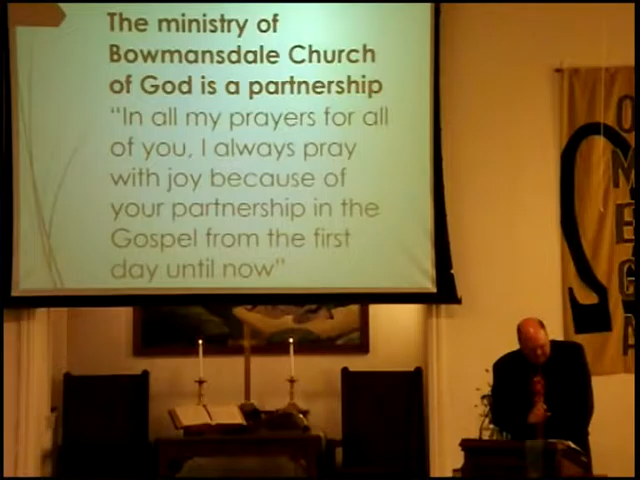 The ministry of
Bowmansdale Church
of God is a partnership
“In all my prayers for all
of you, I always pray
with joy because of
your partnership in the
Gospel from the first
day until now”
OMEGA